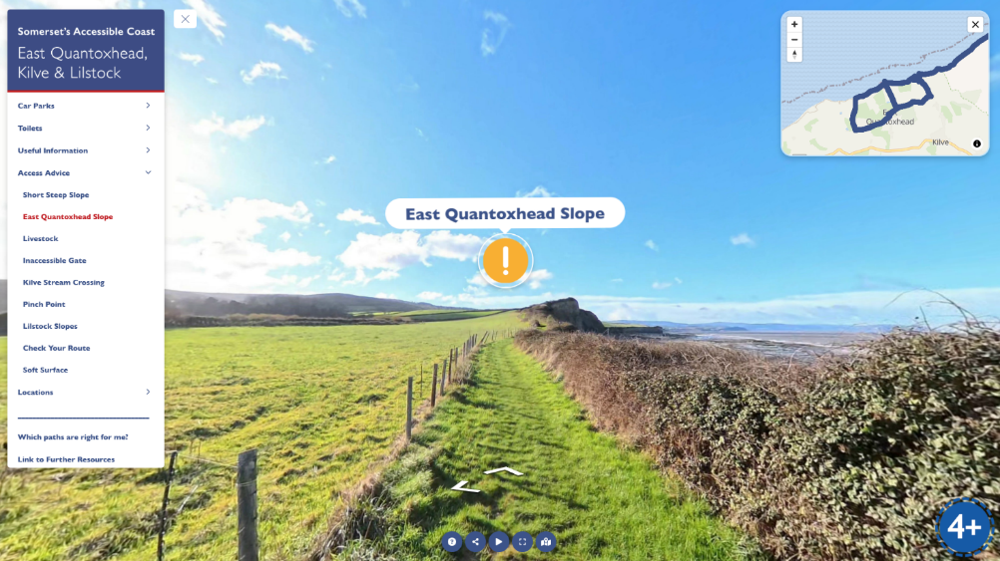 Somerset's Accessible Coast
East Quantoxhead,
Kilve & Lilstock
Car Parks
Toilets
Useful Information
Access Advice
Short Steep Slope
East Quantoxhead Slope
Livestock
Inaccessible Gate
Kilve Stream Crossing
Pinch Point
Lilstock Slopes
Check Your Route
Soft Surface
Locations
Which paths are right for me?
Link to Further Resources
East Quantoxhead Slope
!
East
Quantoxhead
Kilve
4+